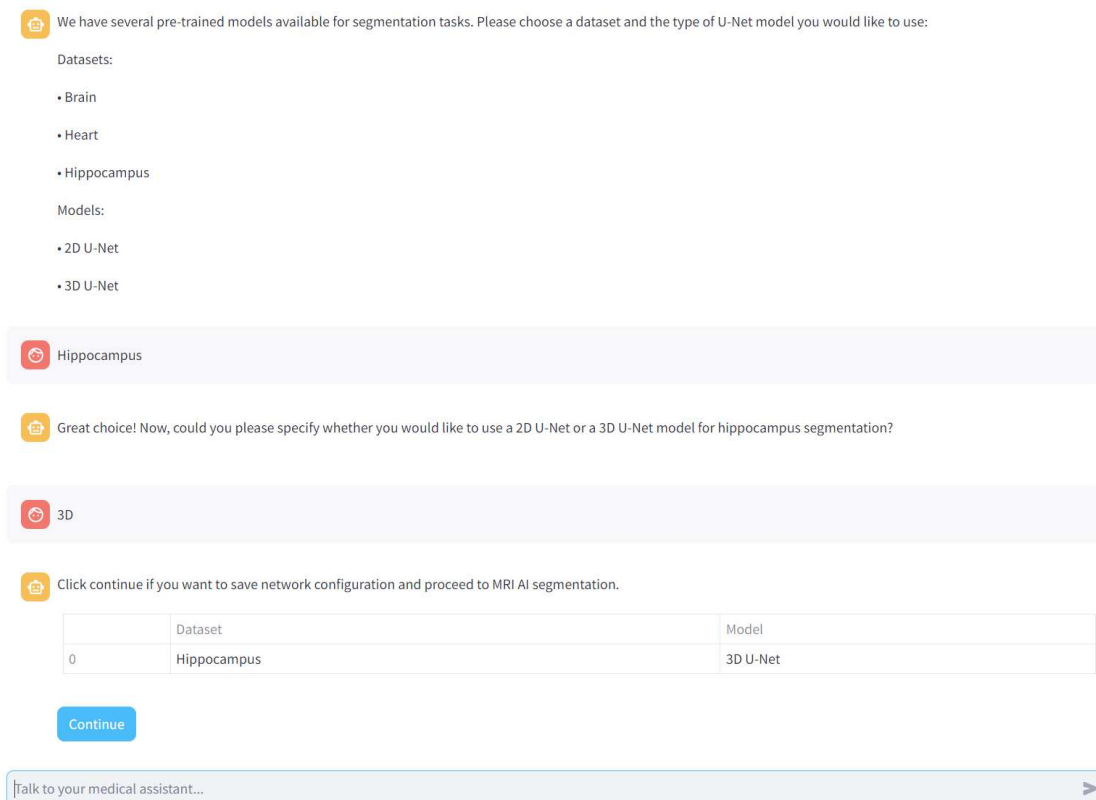 We have several pre-trained models available for segmentation tasks. Please choose a dataset and the type of U-Net model you would like to use:
Datasets:
• Brain
• Heart
• Hippocampus
Models:
• 2D U-Net
• 3D U-Net
Hippocampus
Great choice! Now, could you please specify whether you would like to use a 2D U-Net or a 3D U-Net model for hippocampus segmentation?
3D
Click continue if you want to save network configuration and proceed to MRI AI segmentation.
Dataset Model
0 Hippocampus 3D U-Net
Continue
Talk to your medical assistant...